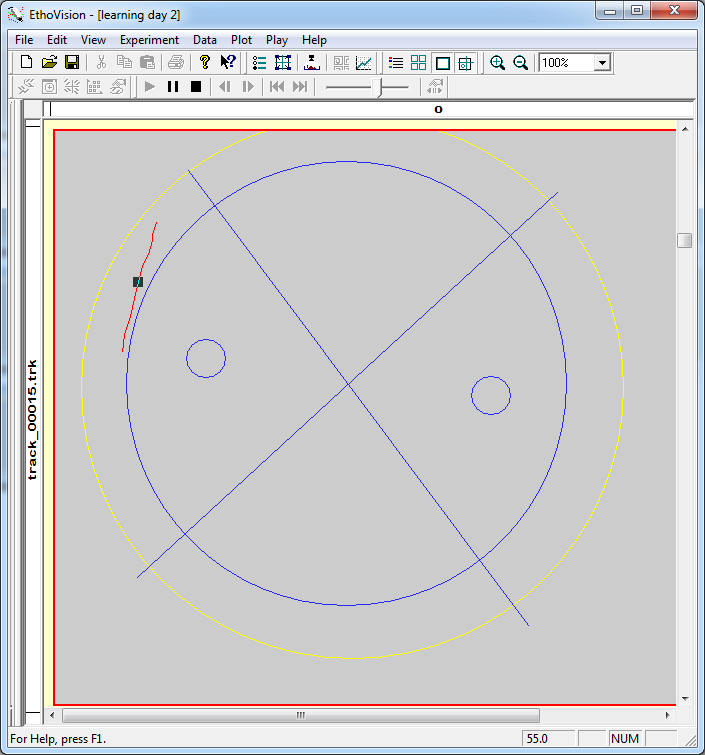 EthoVision - [learning day 2]
File Edit View Experiment Data Plot Play Help
100%
O
track_00015.trk
For Help, press F1.
55.0
NUM